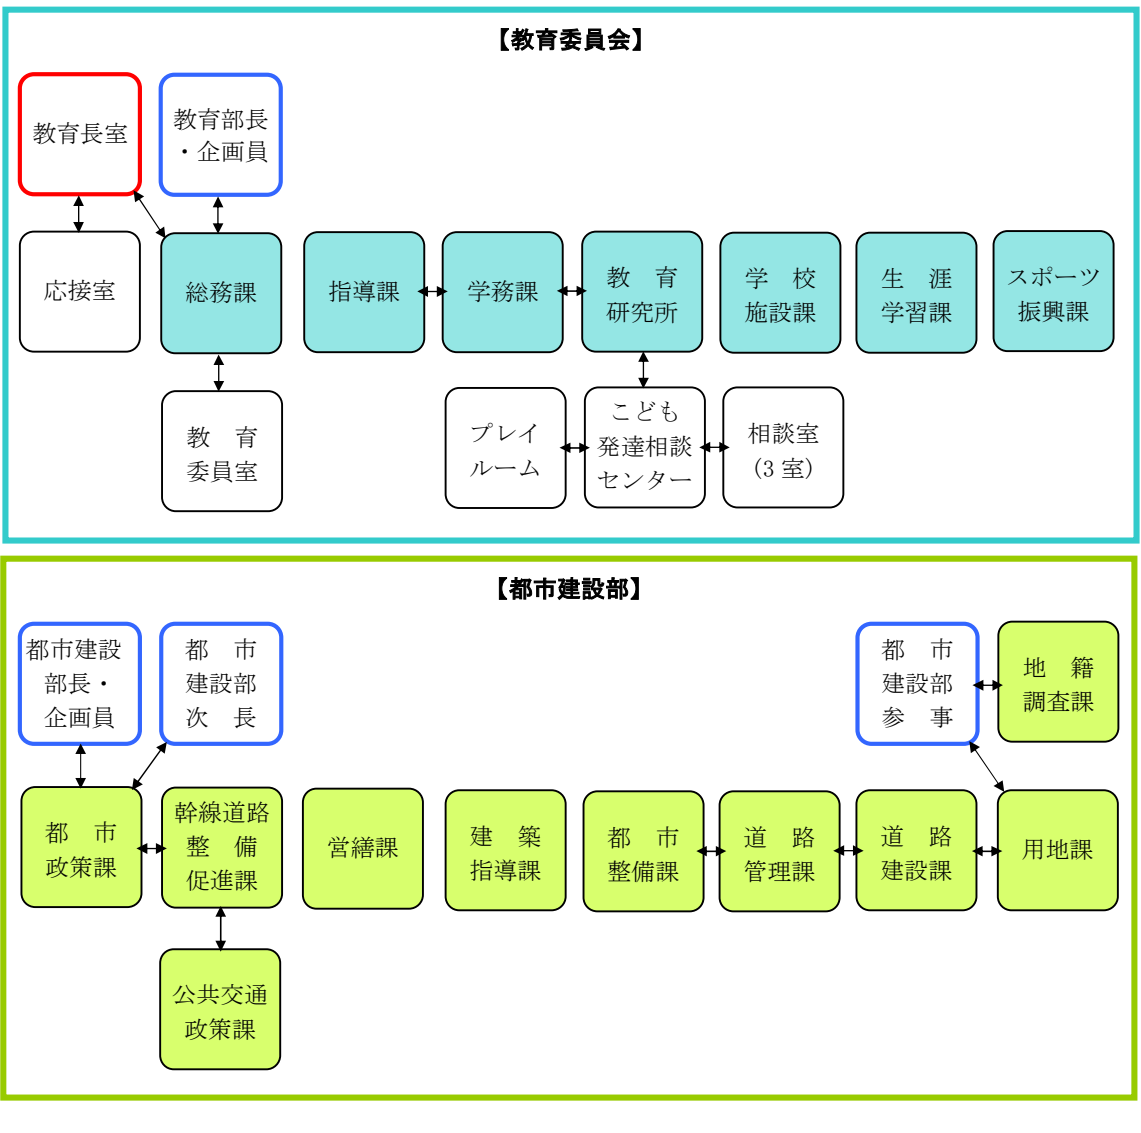 【教育委員会】
教育長室
教育部長
・企画員
応接室
総務課
指導課
学務課
教　育
研究所
学　校
施設課
生　涯
学習課
スポーツ
振興課
教　育
委員室
プレイ
ルーム
こども
発達相談
センター
相談室
(3 室)
【都市建設部】
都市建設
部長・
企画員
都　市
建設部
次　長
都　市
建設部
参　事
地　籍
調査課
都　市
政策課
幹線道路
整　備
促進課
営繕課
建　築
指導課
都　市
整備課
道　路
管理課
道　路
建設課
用地課
公共交通
政策課